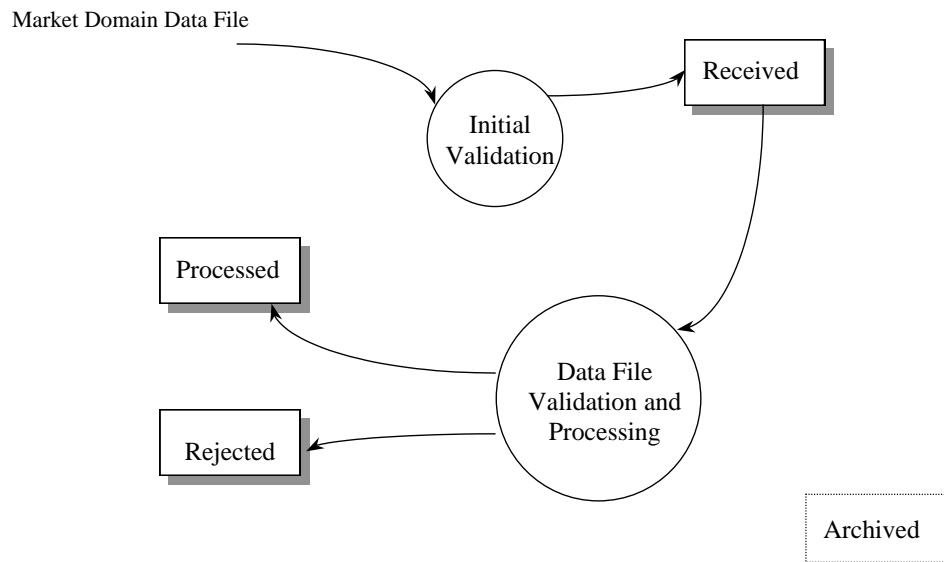 Market Domain Data File
Received
Initial
Validation
Processed
Data File
Validation and
Processing
Rejected
Archived